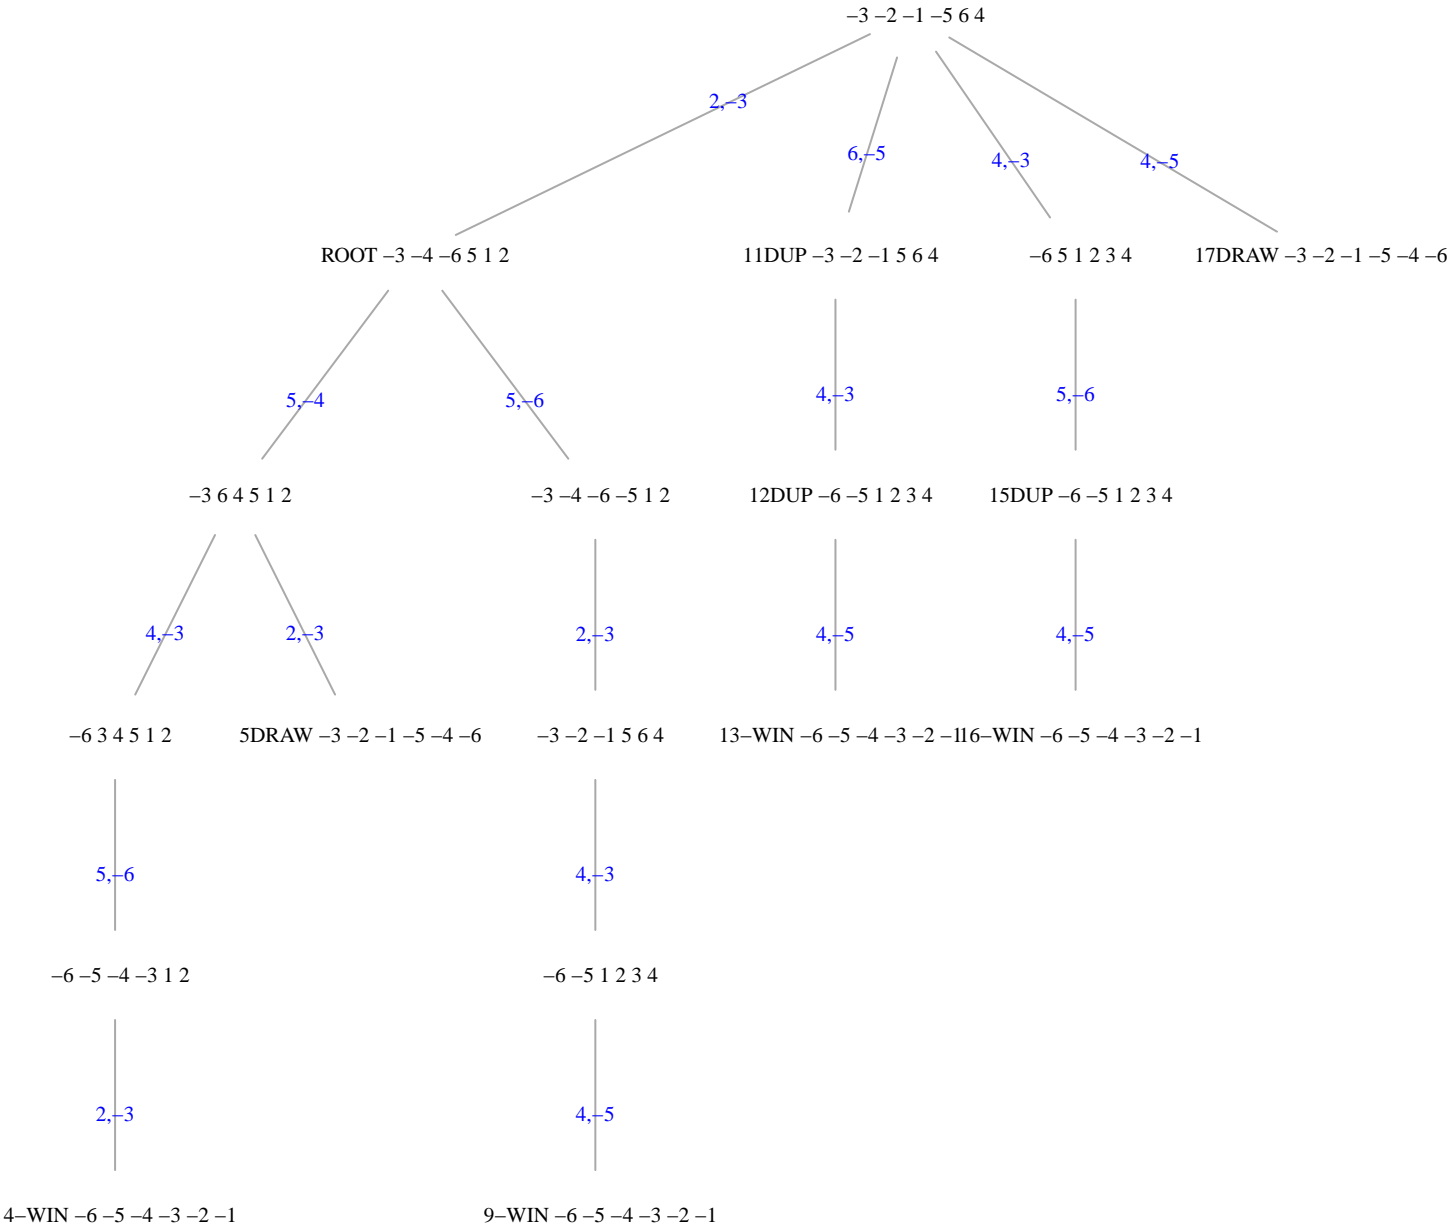 −3 −2 −1 −5 6 4
2,−3
6,−5
4,−3
4,−5
ROOT −3 −4 −6 5 1 2
11DUP −3 −2 −1 5 6 4
−6 5 1 2 3 4
17DRAW −3 −2 −1 −5 −4 −6
5,−4
5,−6
4,−3
5,−6
−3 6 4 5 1 2
−3 −4 −6 −5 1 2
12DUP −6 −5 1 2 3 4
15DUP −6 −5 1 2 3 4
4,−3
2,−3
2,−3
4,−5
4,−5
−6 3 4 5 1 2
5DRAW −3 −2 −1 −5 −4 −6
−3 −2 −1 5 6 4
13−WIN −6 −5 −4 −3 −2 −1
16−WIN −6 −5 −4 −3 −2 −1
5,−6
4,−3
−6 −5 −4 −3 1 2
−6 −5 1 2 3 4
2,−3
4,−5
4−WIN −6 −5 −4 −3 −2 −1
9−WIN −6 −5 −4 −3 −2 −1